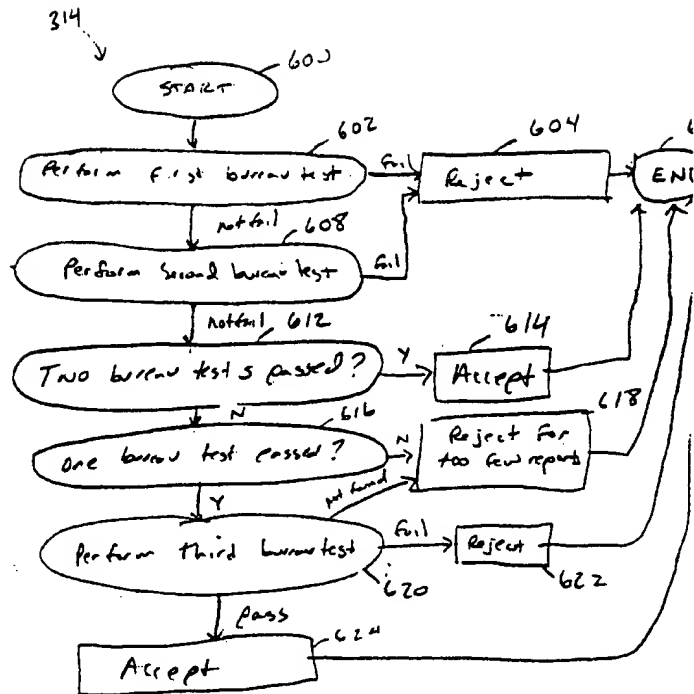 314
600
START
602
604
6
Perform first bureau test
fail
Reject
END
not fail
608
Perform second bureau test
fail
not fail
612
614
Two bureau tests passed?
Y
Accept
N
616
618
One bureau test passed?
N
Reject for
too few reports
Y
not found
Perform third bureau test
fail
Reject
620
622
pass
624
Accept